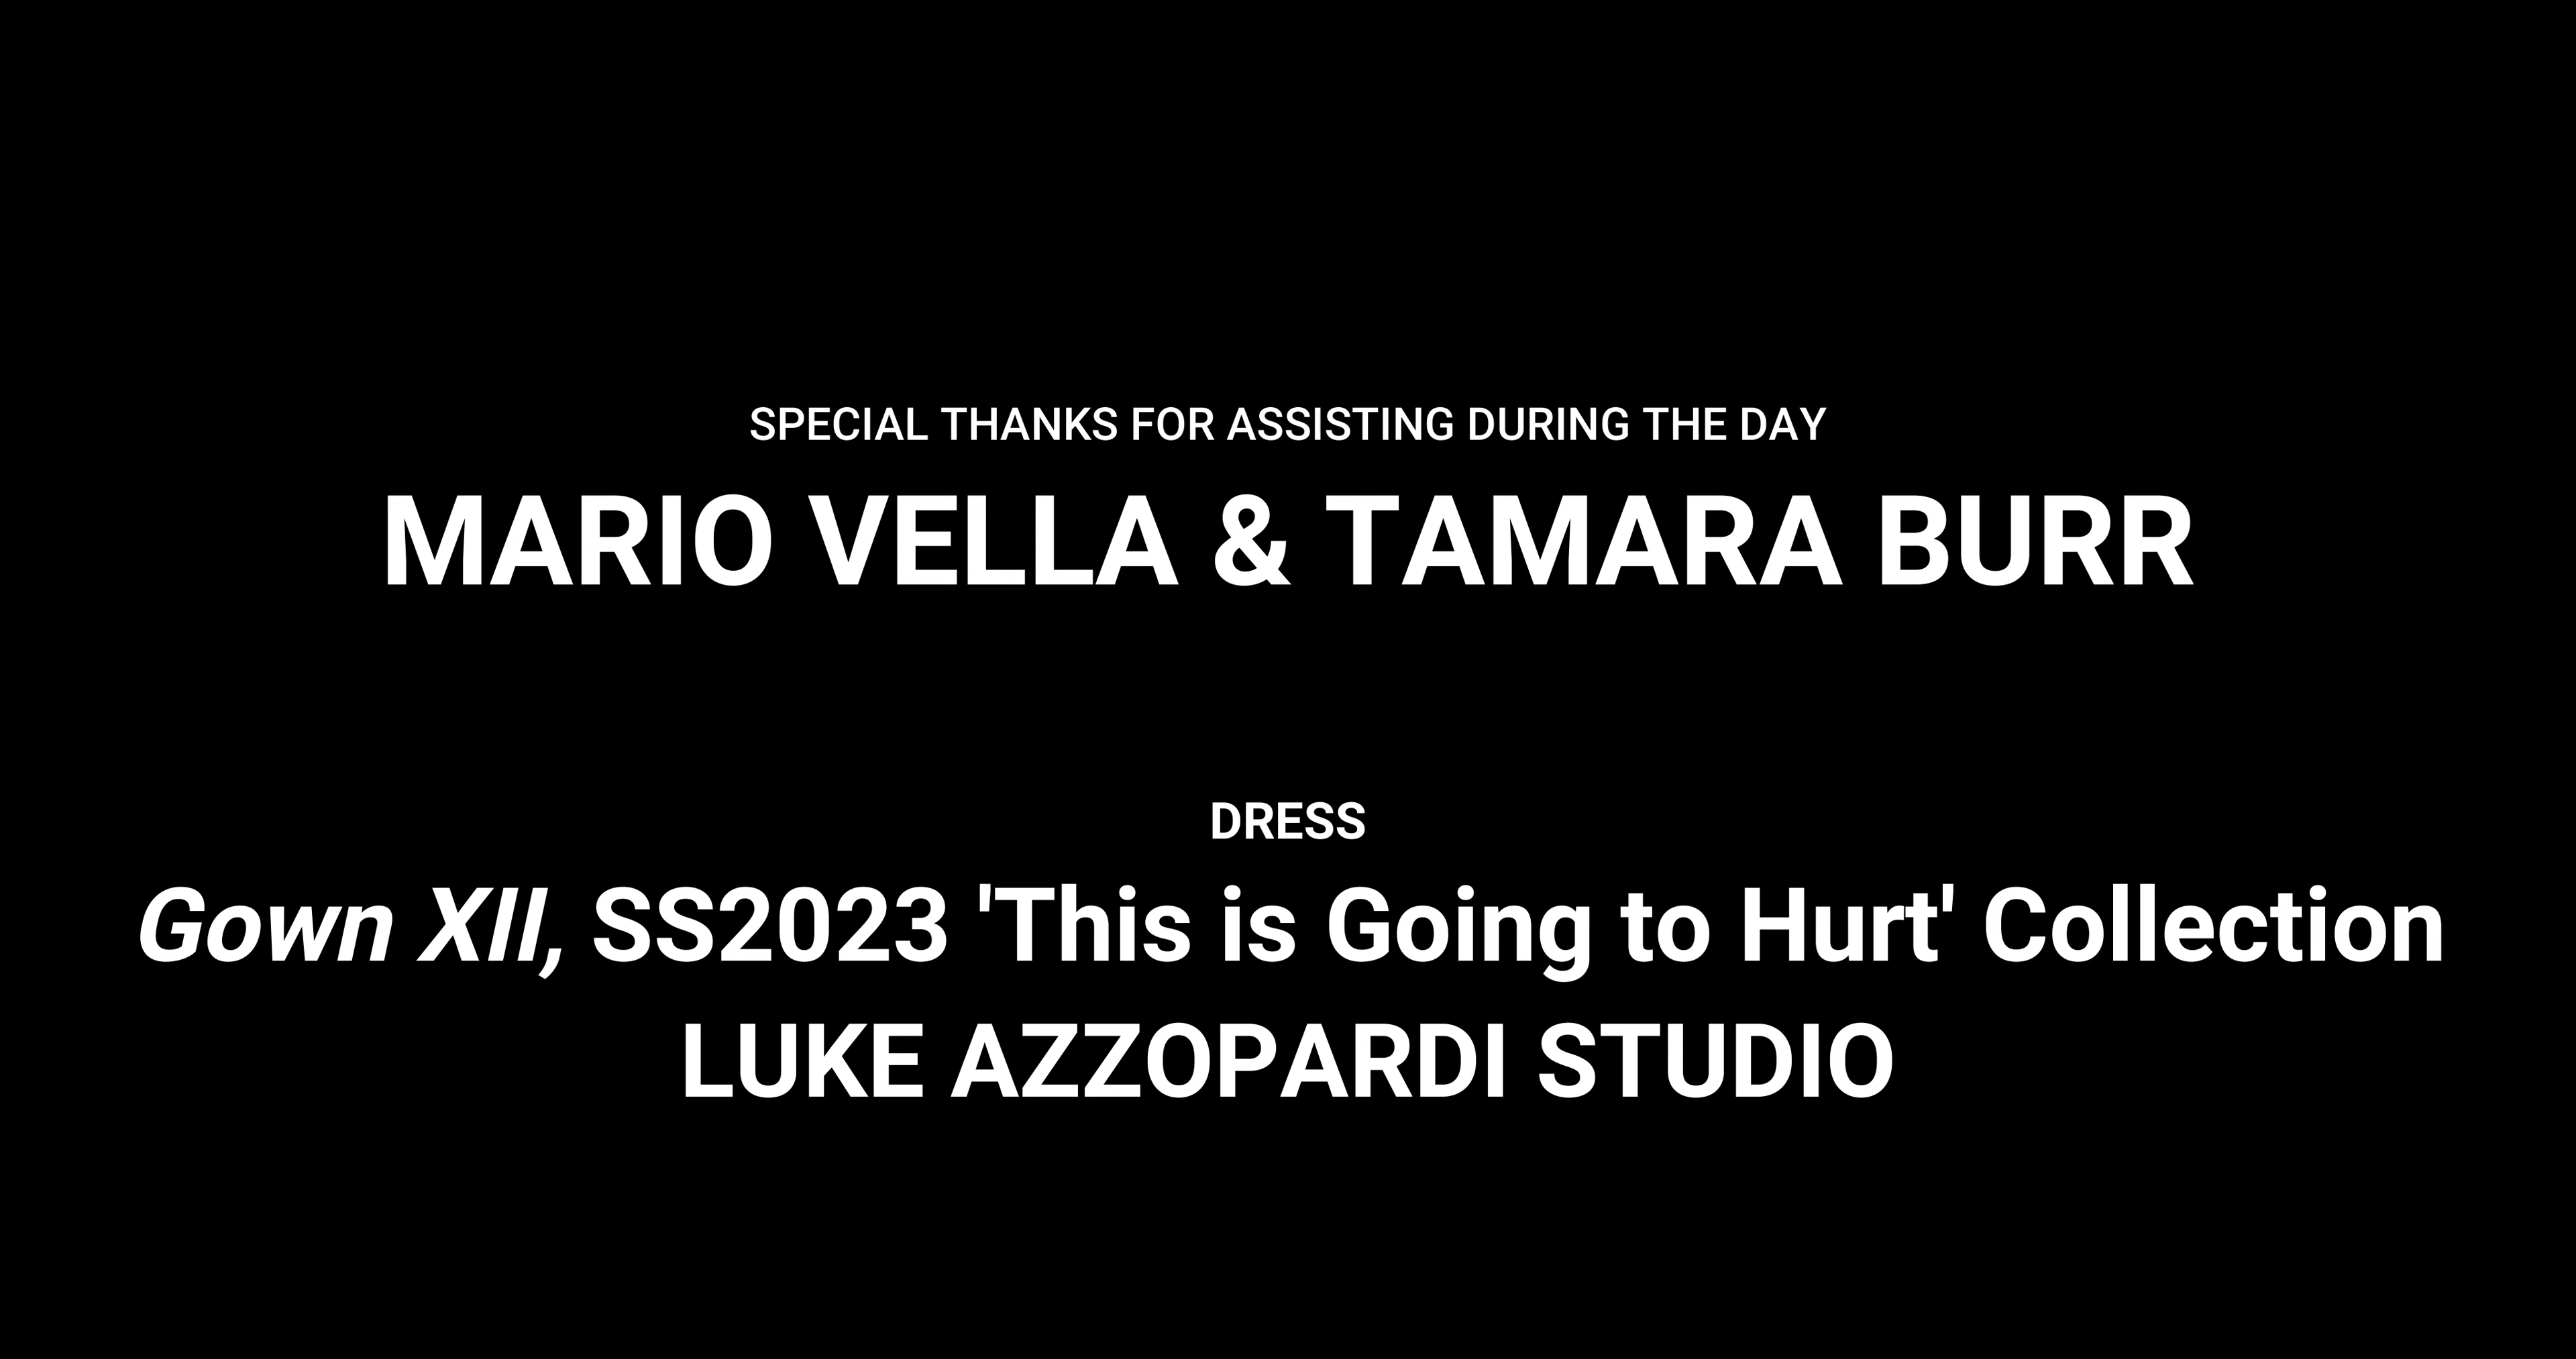 SPECIAL THANKS FOR ASSISTING DURING THE DAY
MARIO VELLA & TAMARA BURR
DRESS
Gown XII, SS2023 'This is Going to Hurt' Collection
LUKE AZZOPARDI STUDIO